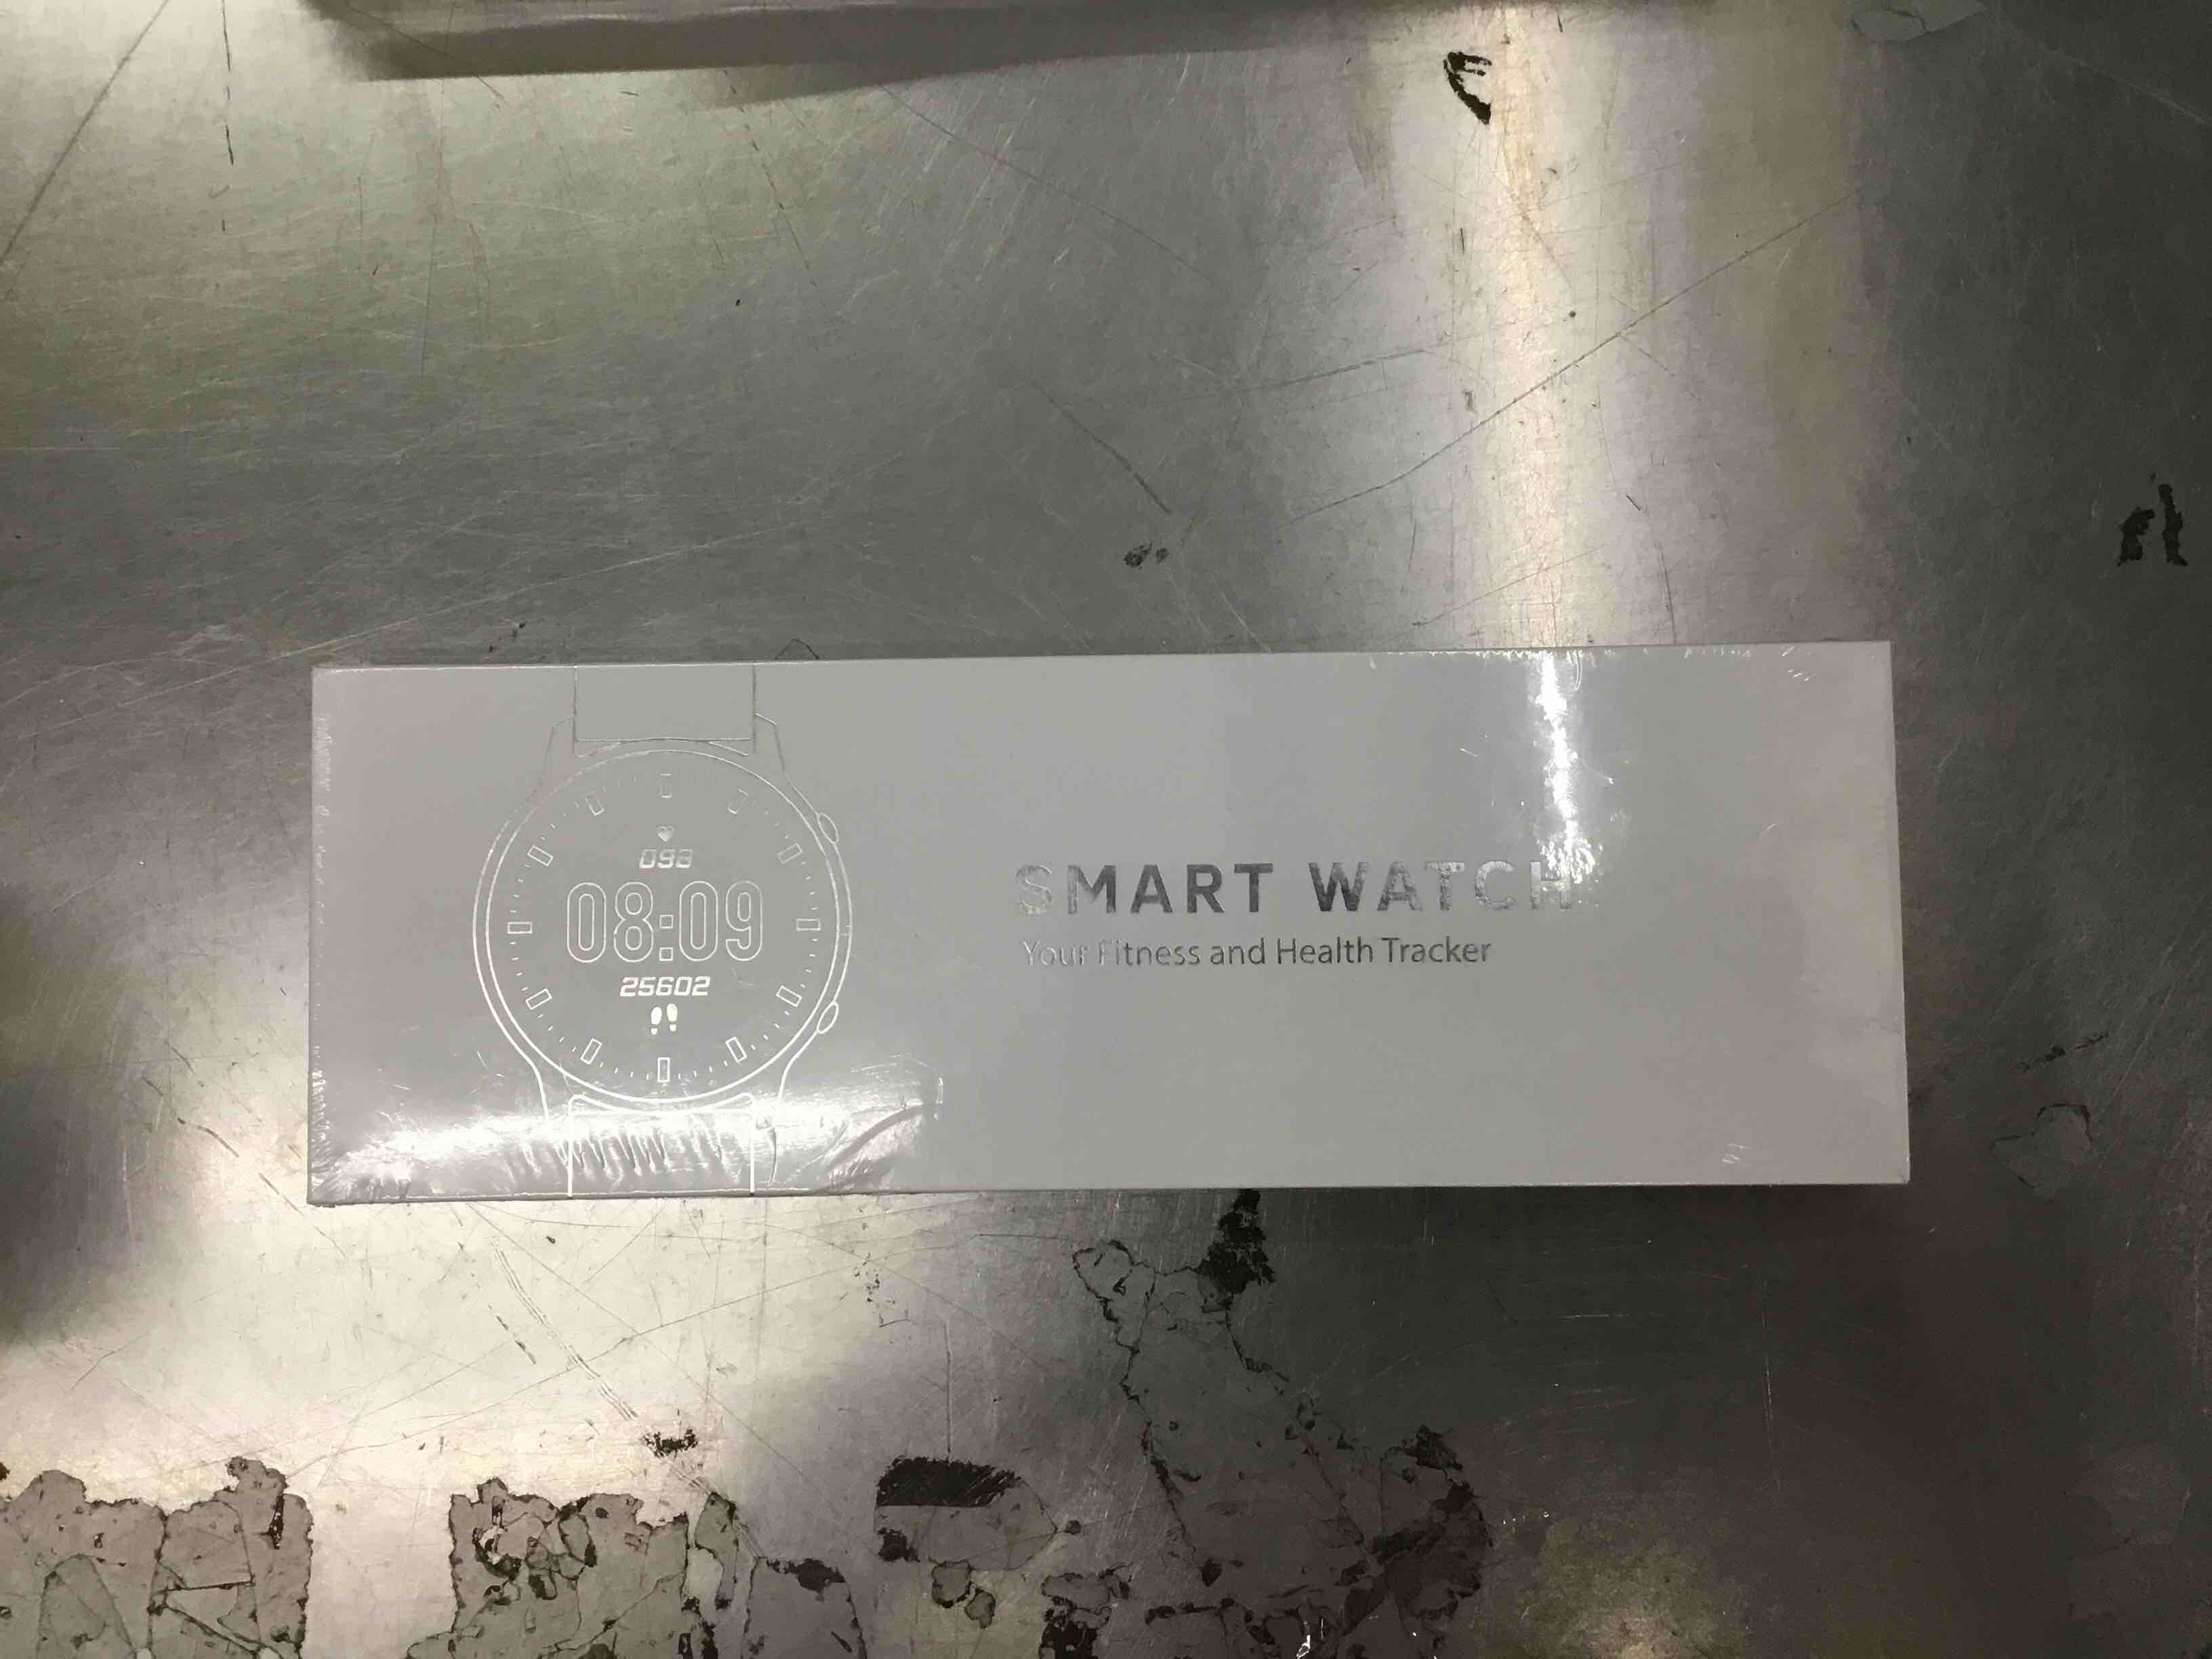 098
08:09
25602
SMART WATCH
Your Fitness and Health Tracker